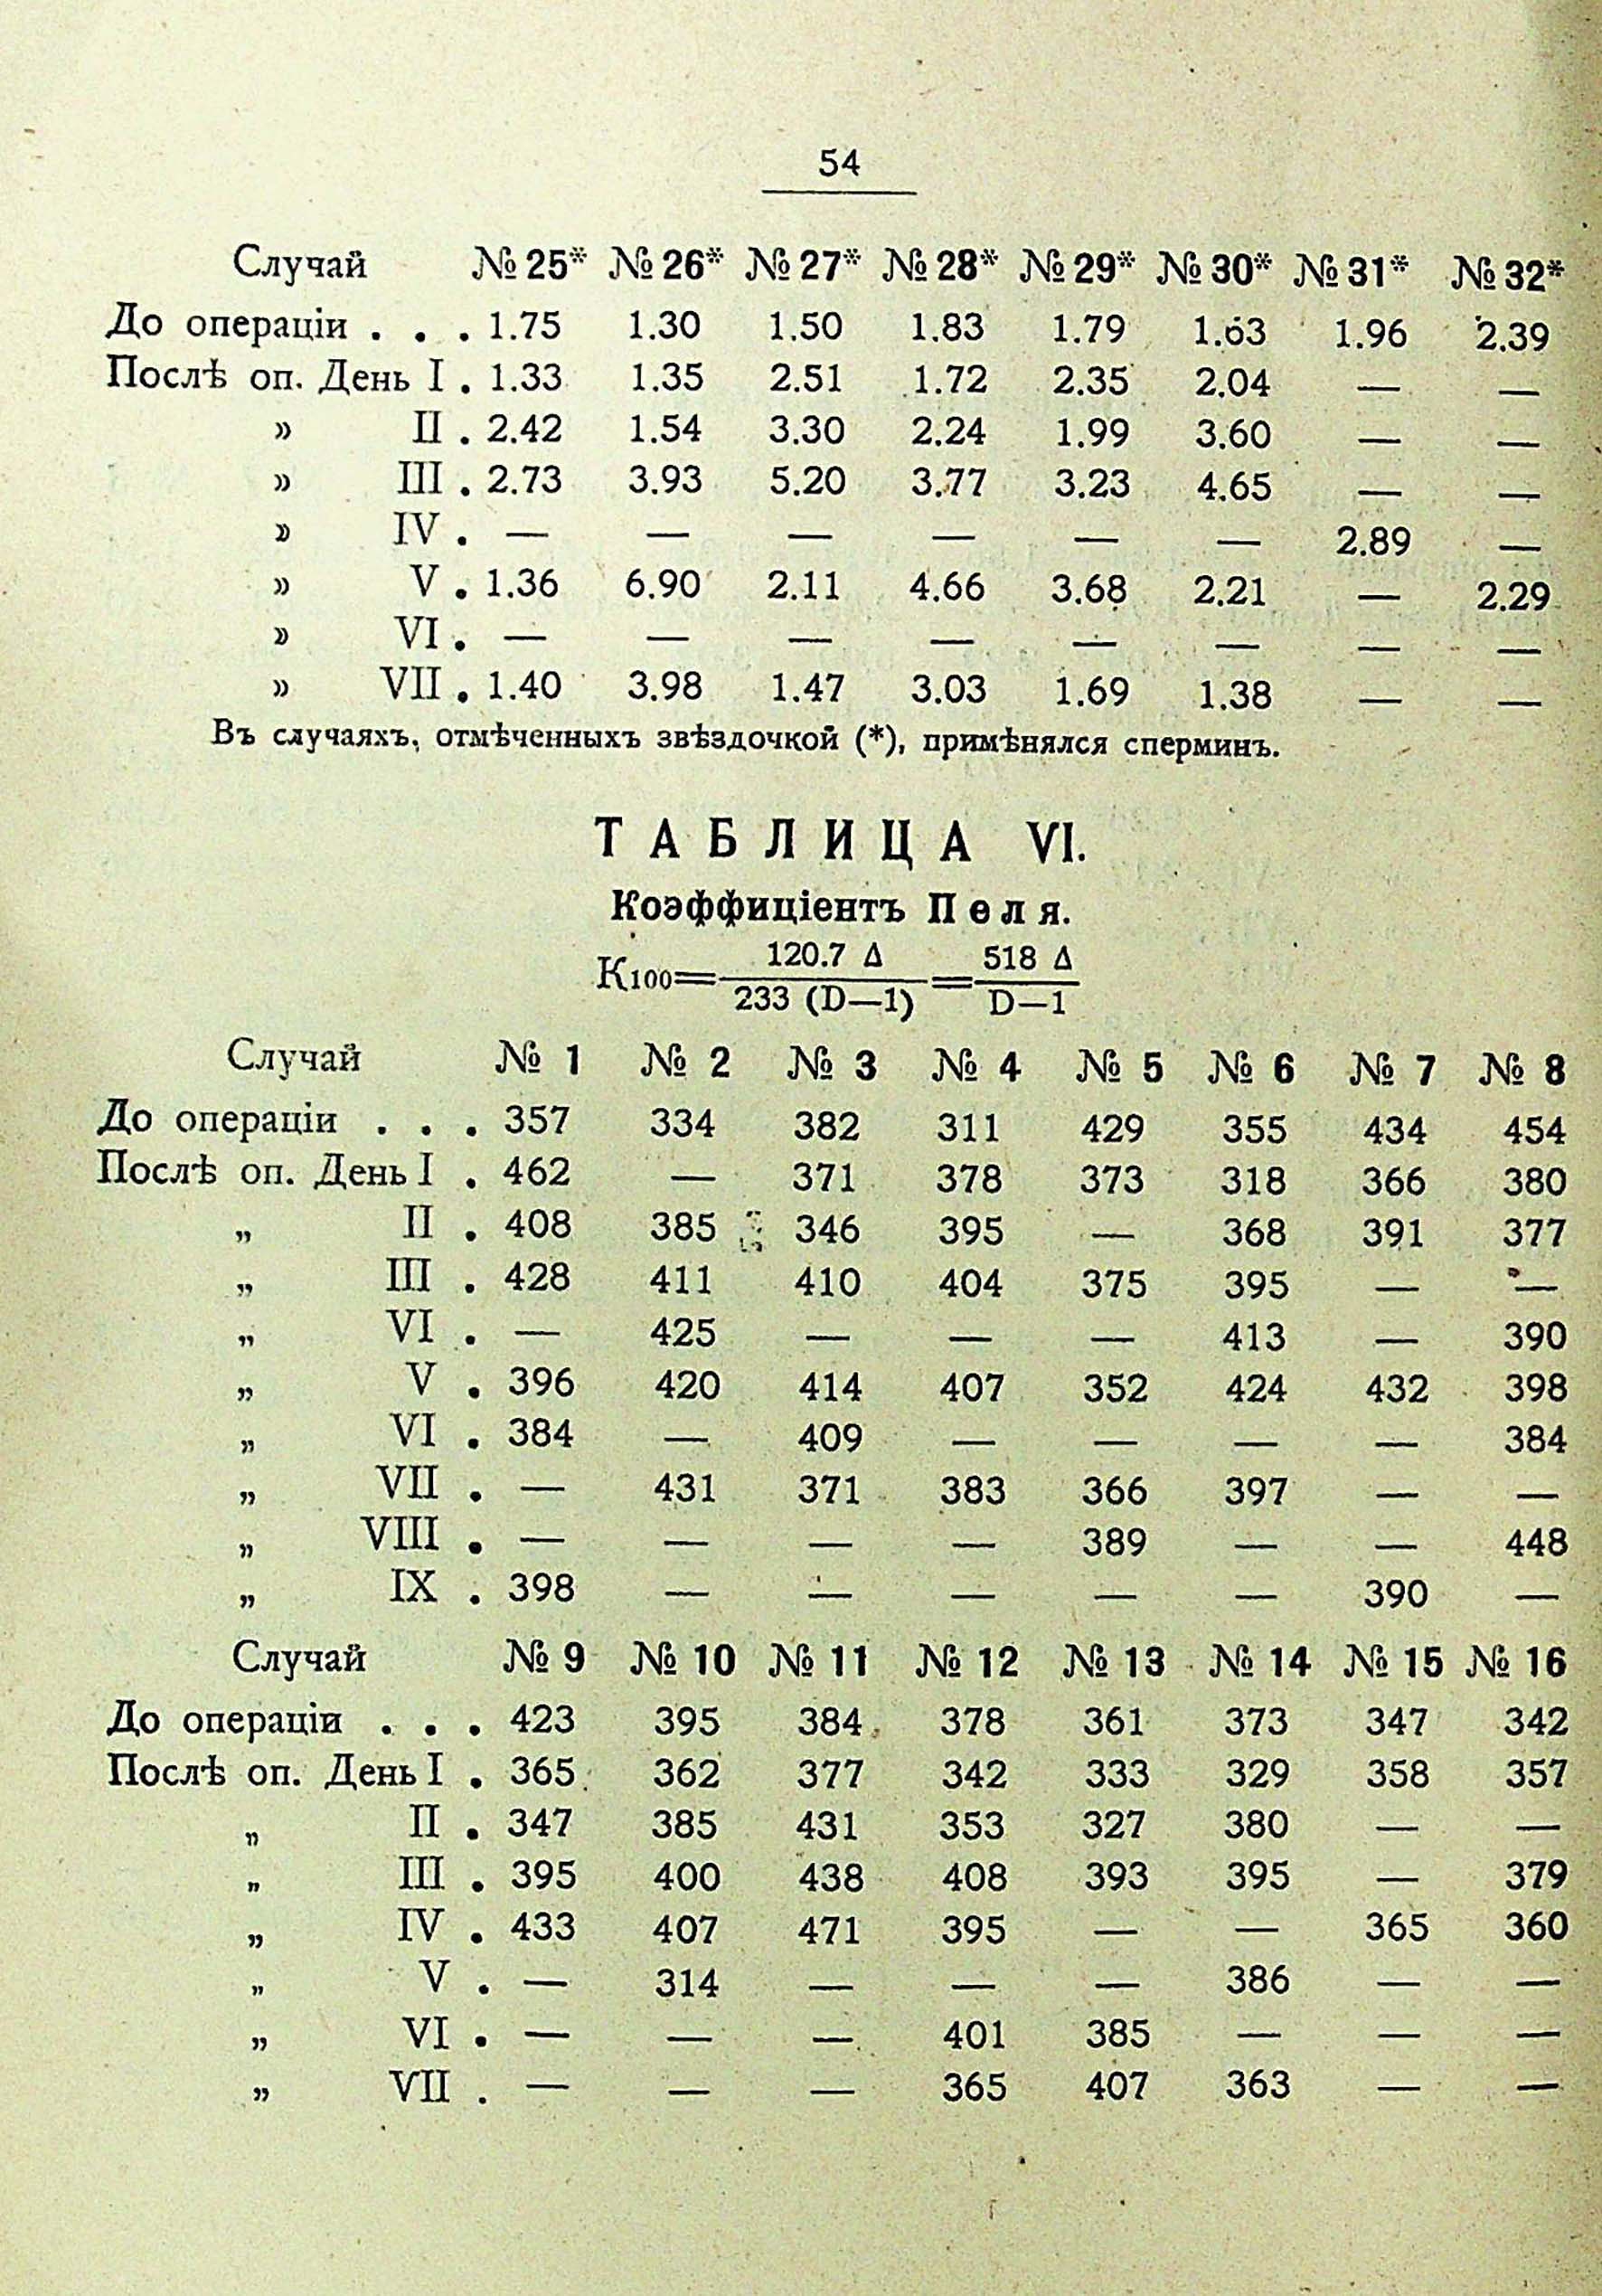 54
Случай № 25* № 26* № 27* № 28* № 29* № 30* № 31* № 32*
До операціи . . . 1.75 1.30 1.50 1.83 1.79 1.63 1.96 2.39
Послѣ оп. День I . 1.33 1.35 2.51 1.72 2.35 2.04 — —
» II . 2.42 1.54 3.30 2.24 1.99 3.60 — —
» III . 2.73 3.93 5.20 3.77 3.23 4.65 — —
» IV . — — — — — — 2.89 —
» V . 1.36 6.90 2.11 4.66 3.68 2.21 — 2.29
» VI . — — — — — — — —
» VII . 1.40 3.98 1.47 3.03 1.69 1.38 — —
Въ случаяхъ, отмѣченныхъ звѣздочкой (*), примѣнялся сперминъ.
ТАБЛИЦА VI.
Коэффиціентъ Пеля.
K100= 120.7 Δ / 233 (D—1) = 518 Δ / D—1
Случай № 1 № 2 № 3 № 4 № 5 № 6 № 7 № 8
До операціи . . . 357 334 382 311 429 355 434 454
Послѣ оп. День I . 462 — 371 378 373 318 366 380
„ II . 408 385 346 395 — 368 391 377
„ III . 428 411 410 404 375 395 — —
„ VI . — 425 — — — 413 — 390
„ V . 396 420 414 407 352 424 432 398
„ VI . 384 — 409 — — — — 384
„ VII . — 431 371 383 366 397 — —
„ VIII . — — — — 389 — — 448
„ IX . 398 — — — — — 390 —
Случай № 9 № 10 № 11 № 12 № 13 № 14 № 15 № 16
До операціи . . . 423 395 384 378 361 373 347 342
Послѣ оп. День I . 365 362 377 342 333 329 358 357
„ II . 347 385 431 353 327 380 — —
„ III . 395 400 438 408 393 395 — 379
„ IV . 433 407 471 395 — — 365 360
„ V . — 314 — — — 386 — —
„ VI . — — — 401 385 — — —
„ VII . — — — 365 407 363 — —